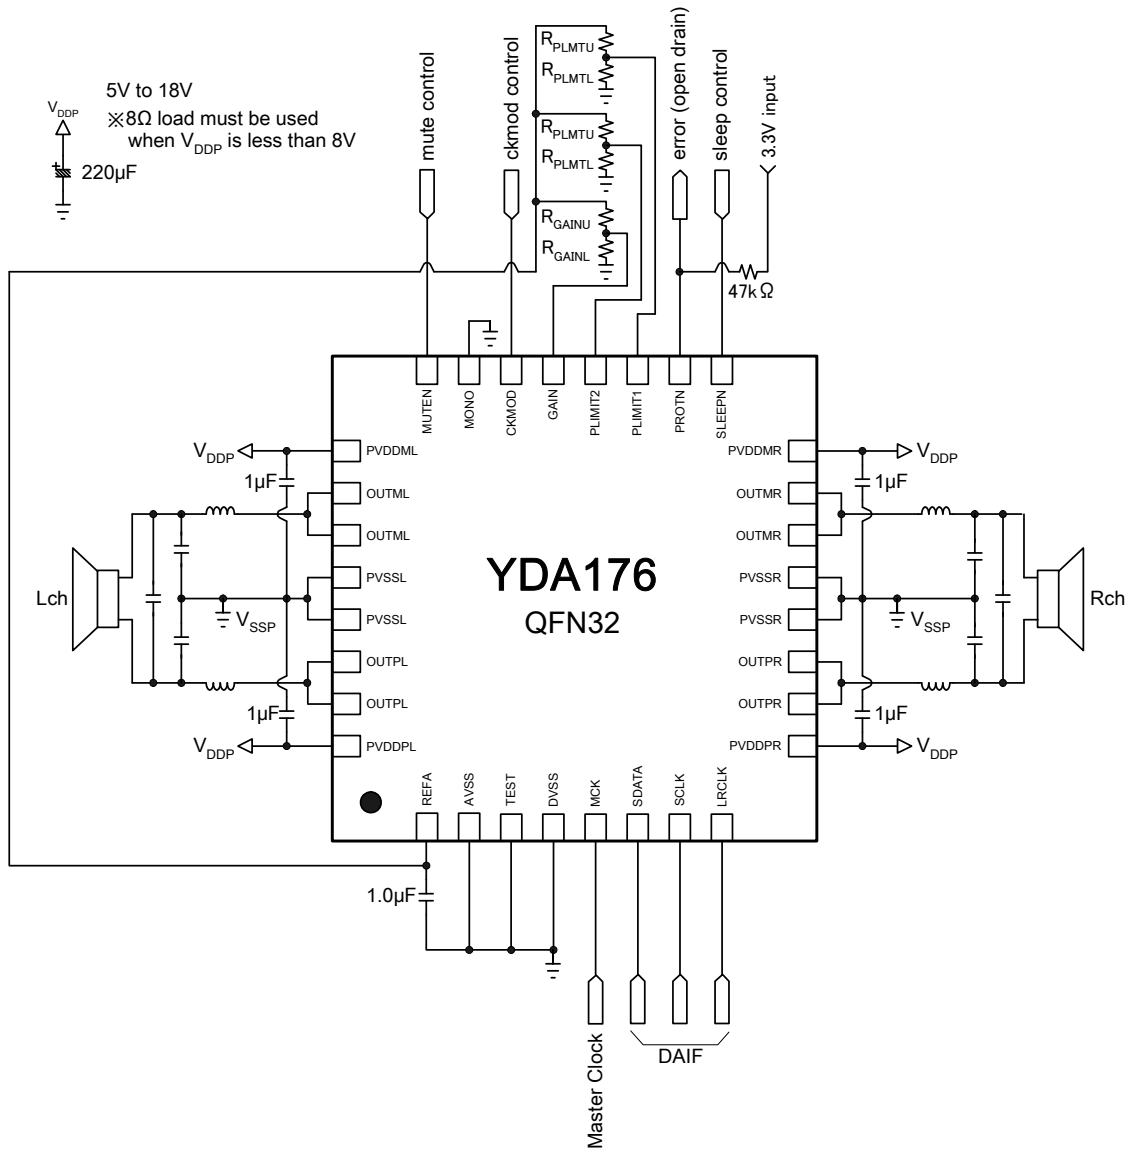 mute control
ckmod control
R_PLMTU
R_PLMTL
R_PLMTU
R_PLMTL
R_GAINU
R_GAINL
error (open drain)
sleep control
3.3V input
47kΩ
5V to 18V
※8Ω load must be used
when V_DDP is less than 8V
V_DDP
220μF
MUTEN
MONO
CKMOD
GAIN
PLIMIT2
PLIMIT1
PROTN
SLEEPN
V_DDP
1μF
PVDDML
OUTML
OUTML
PVSSL
PVSSL
OUTPL
OUTPL
PVDDPL
Lch
V_SSP
1μF
V_DDP
YDA176
QFN32
PVDDMR
OUTMR
OUTMR
PVSSR
PVSSR
OUTPR
OUTPR
PVDDPR
V_DDP
1μF
V_SSP
Rch
1μF
V_DDP
REFA
AVSS
TEST
DVSS
MCK
SDATA
SCLK
LRCLK
1.0μF
Master Clock
DAIF